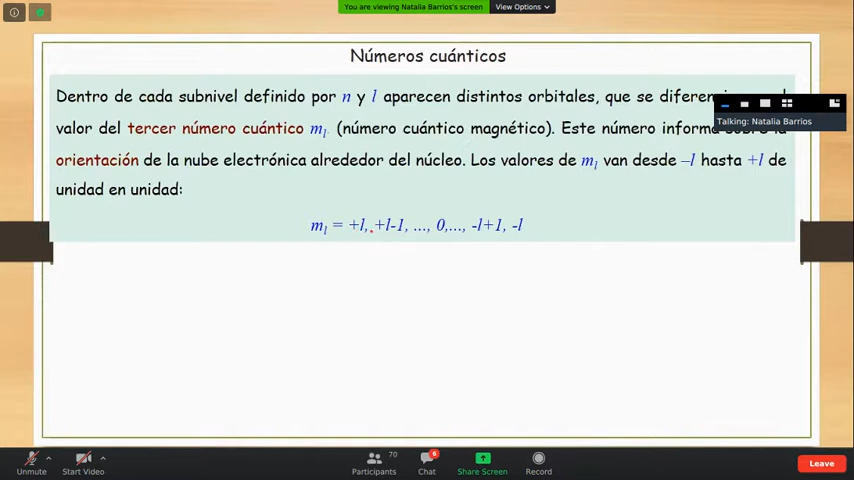 You are viewing Natalia Barrios's screen View Options
Números cuánticos
Dentro de cada subnivel definido por n y l aparecen distintos orbitales, que se
valor del tercer número cuántico ml (número cuántico magnético). Este número informa sobre la
Talking: Natalia Barrios
orientación de la nube electrónica alrededor del núcleo. Los valores de ml van desde –l hasta +l de
unidad en unidad:
ml = +l, +l-1, ..., 0,..., -l+1, -l
70
6
Unmute Start Video Participants Chat Share Screen Record Leave